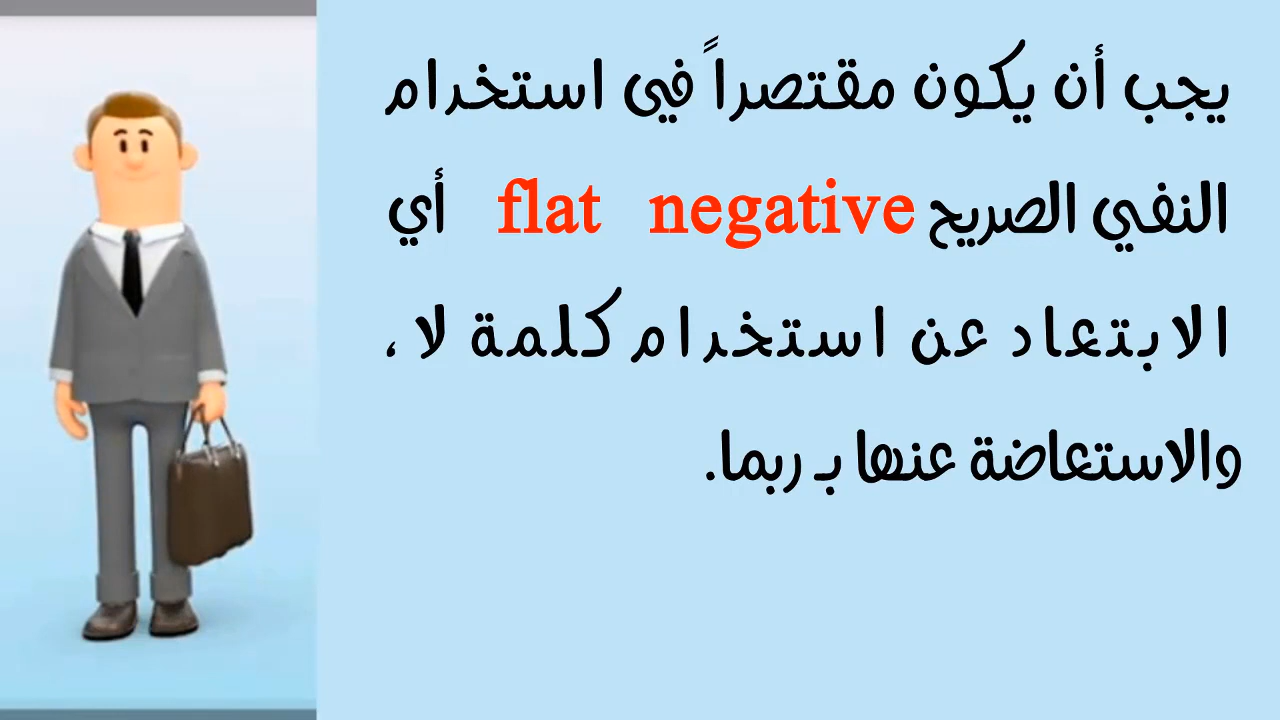 يجب أن يكون مقتصراً في استخدام
النفي الصريح flat negative أي
الابتعاد عن استخدام كلمة لا ،
والاستعاضة عنها بـ ربما.